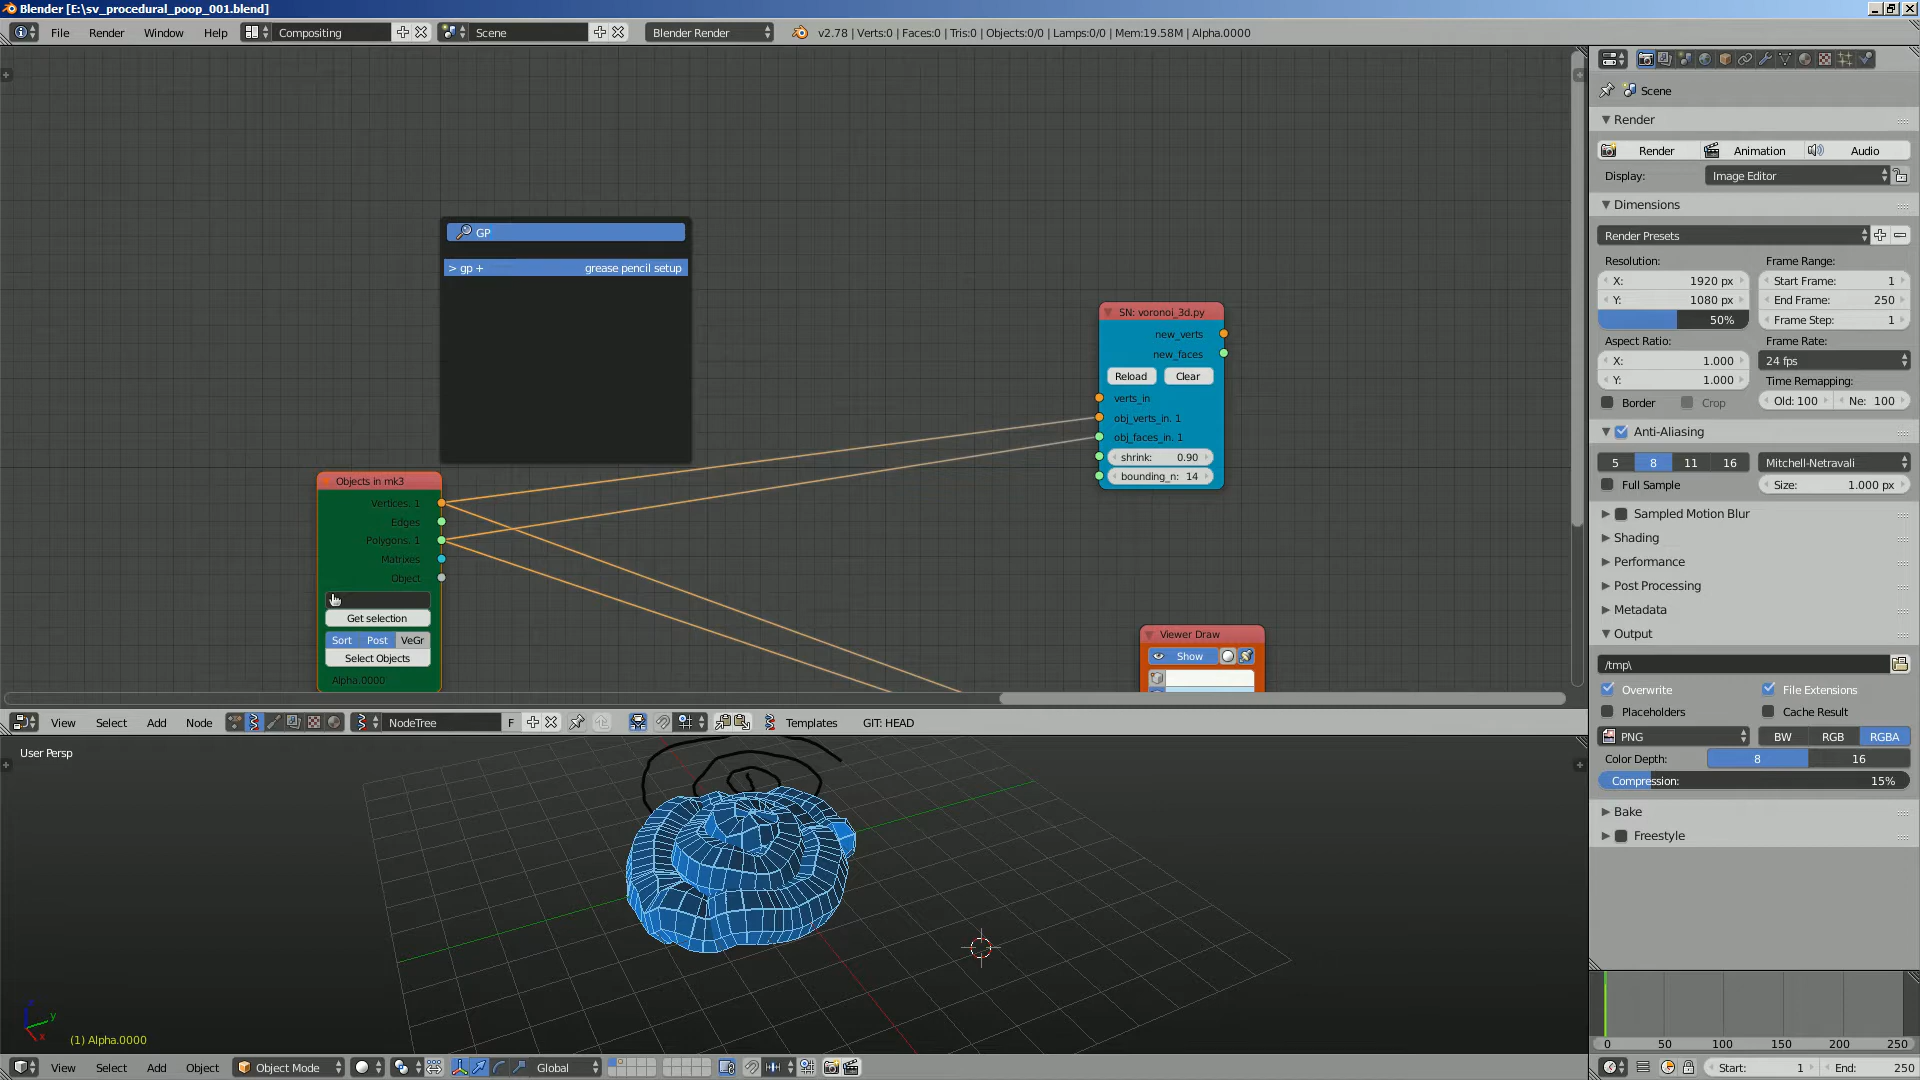 Blender [E:\sv_procedural_poop_001.blend]
File Render Window Help Compositing Scene Blender Render v2.78 | Verts:0 | Faces:0 | Tris:0 | Objects:0/0 | Lamps:0/0 | Mem:19.58M | Alpha.0000
GP
> gp + grease pencil setup
SN: voronoi_3d.py
new_verts
new_faces
Reload Clear
verts_in
obj_verts_in. 1
obj_faces_in. 1
shrink: 0.90
bounding_n: 14
Objects in mk3
Vertices. 1
Edges
Polygons. 1
Matrixes
Object
Get selection
Sort Post VeGr
Select Objects
Alpha.0000
Viewer Draw
Show
View Select Add Node NodeTree F Templates GIT: HEAD
User Persp
z
y
x
(1) Alpha.0000
View Select Add Object Object Mode Global
Scene
Render
Render Animation Audio
Display: Image Editor
Dimensions
Render Presets
Resolution: Frame Range:
X: 1920 px Start Frame: 1
Y: 1080 px End Frame: 250
50% Frame Step: 1
Aspect Ratio: Frame Rate:
X: 1.000 24 fps
Y: 1.000 Time Remapping:
Border Crop Old: 100 Ne: 100
Anti-Aliasing
5 8 11 16 Mitchell-Netravali
Full Sample Size: 1.000 px
Sampled Motion Blur
Shading
Performance
Post Processing
Metadata
Output
/tmp\
Overwrite File Extensions
Placeholders Cache Result
PNG BW RGB RGBA
Color Depth: 8 16
Compression: 15%
Bake
Freestyle
0 50 100 150 200 250
Start: 1 End: 250